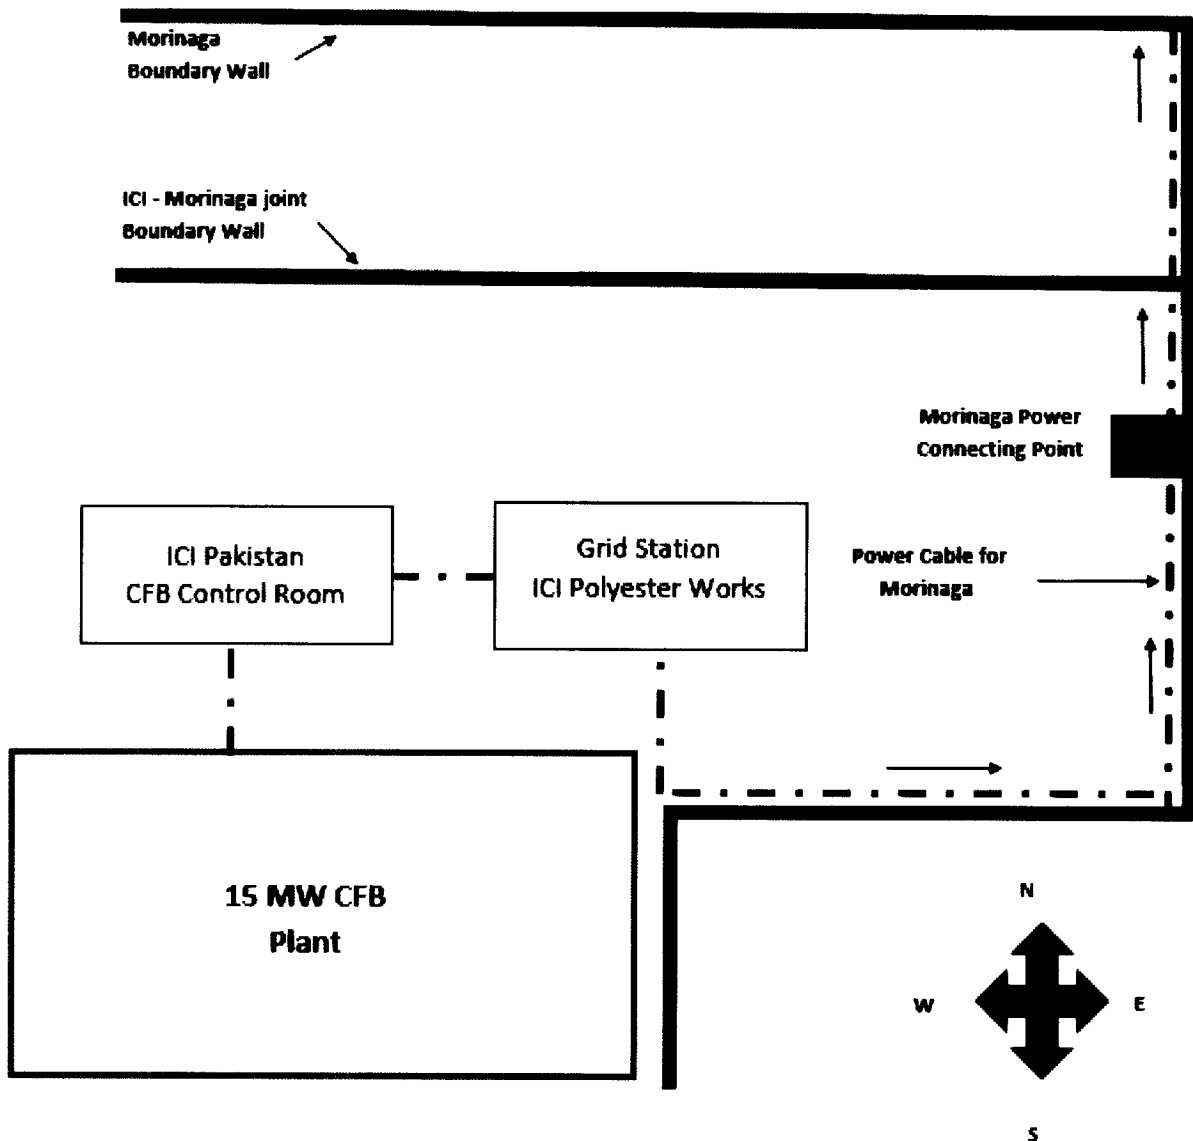 Morinaga
Boundary Wall
ICI - Morinaga joint
Boundary Wall
Morinaga Power
Connecting Point
ICI Pakistan
CFB Control Room
Grid Station
ICI Polyester Works
Power Cable for
Morinaga
15 MW CFB
Plant
N
W
E
S